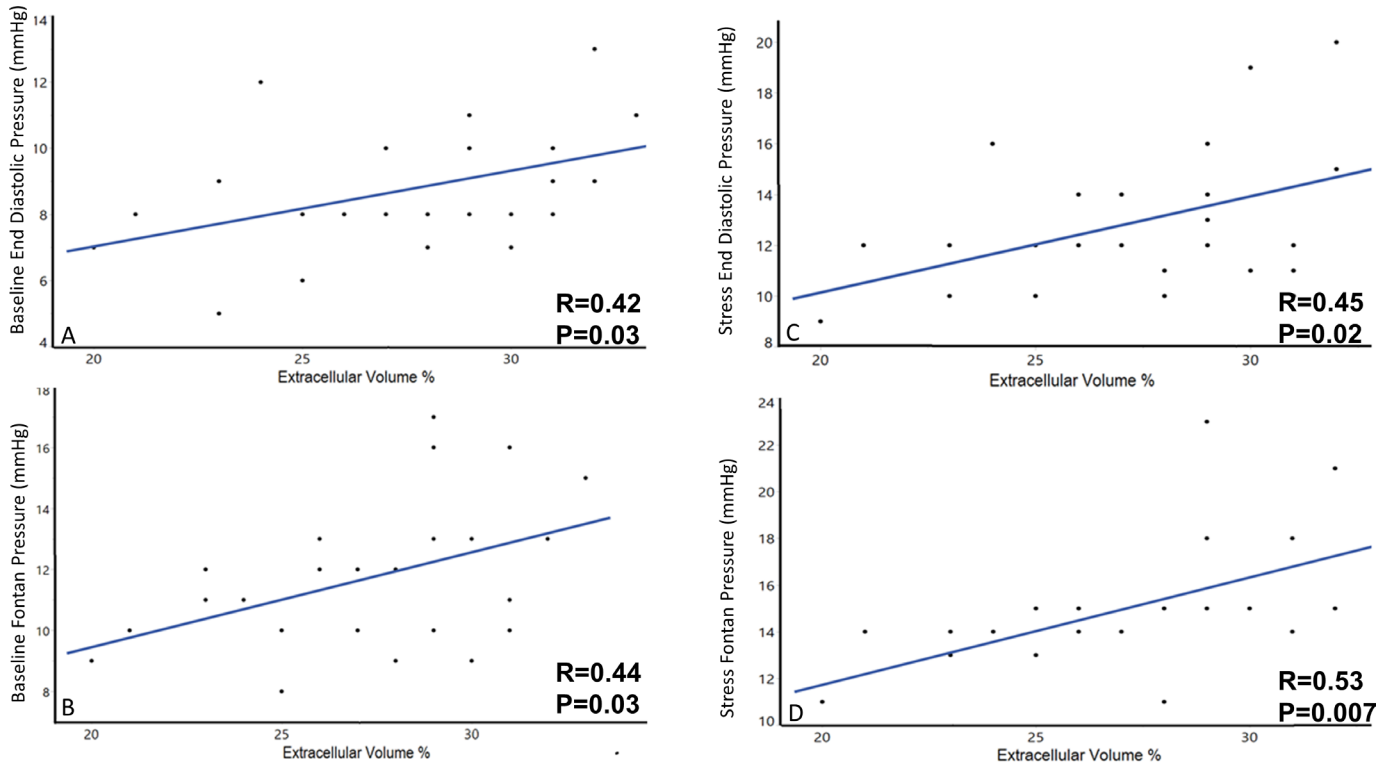 Baseline End Diastolic Pressure (mmHg)
14
12
10
8
6
4
A
R=0.42
P=0.03
20 25 30
Extracellular Volume %
Stress End Diastolic Pressure (mmHg)
20
18
16
14
12
10
8
C
R=0.45
P=0.02
20 25 30
Extracellular Volume %
Baseline Fontan Pressure (mmHg)
18
16
14
12
10
8
B
R=0.44
P=0.03
20 25 30
Extracellular Volume %
Stress Fontan Pressure (mmHg)
24
22
20
18
16
14
12
10
D
R=0.53
P=0.007
20 25 30
Extracellular Volume %